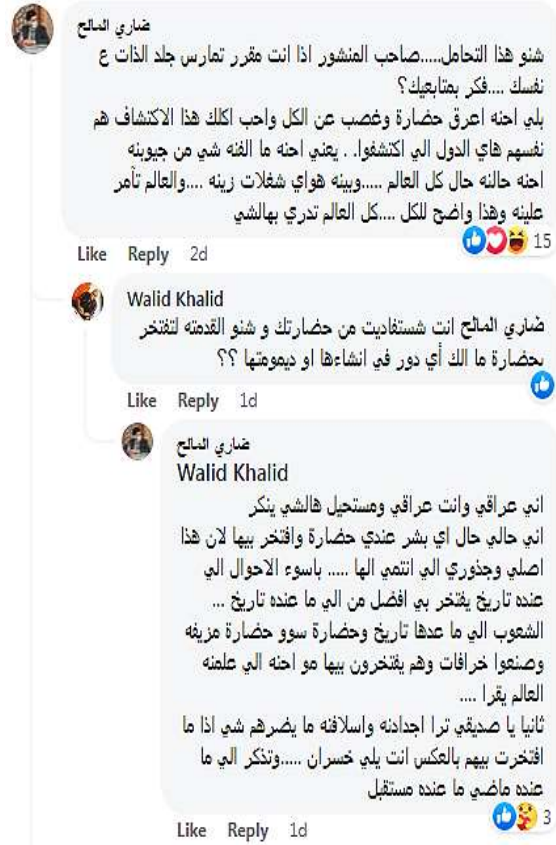 ضاري المالح
شنو هذا التحامل.....صاحب المنشور اذا انت مقرر تمارس جلد الذات ع
نفسك ....فكر بمتابعيك؟
بلي احنه اعرق حضارة وغصب عن الكل واحب اكلك هذا الاكتشاف هم
نفسهم هاي الدول الي اكتشفوا. . يعني احنه ما الفنه شي من جيوبنه
احنه حالنه حال كل العالم .....وبينه هواي شغلات زينه ....والعالم تآمر
علينه وهذا واضح للكل ....كل العالم تدري بهالشي
15
Like Reply 2d
Walid Khalid
ضاري المالح انت شستفاديت من حضارتك و شنو القدمته لتفتخر
بحضارة ما الك أي دور في انشاءها او ديمومتها ؟؟
Like Reply 1d
ضاري المالح
Walid Khalid
اني عراقي وانت عراقي ومستحيل هالشي ينكر
اني حالي حال اي بشر عندي حضارة وافتخر بيها لان هذا
اصلي وجذوري الي انتمي الها ..... باسوء الاحوال الي
عنده تاريخ يفتخر بي افضل من الي ما عنده تاريخ ...
الشعوب الي ما عدها تاريخ وحضارة سوو حضارة مزيفه
وصنعوا خرافات وهم يفتخرون بيها مو احنه الي علمنه
العالم يقرا ....
ثانيا يا صديقي ترا اجدادنه واسلافنه ما يضرهم شي اذا ما
افتخرت بيهم بالعكس انت يلي خسران .....وتذكر الي ما
عنده ماضي ما عنده مستقبل
3
Like Reply 1d